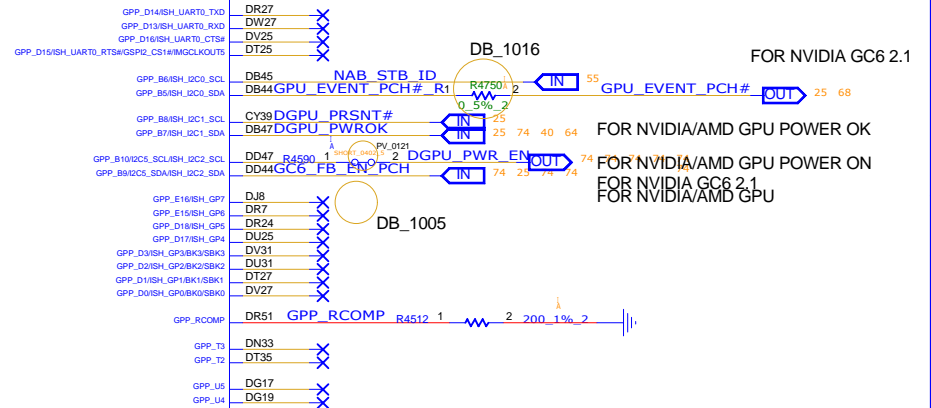 GPP_D14/ISH_UART0_TXD DR27
GPP_D13/ISH_UART0_RXD DW27
GPP_D16/ISH_UART0_CTS# DV25
GPP_D15/ISH_UART0_RTS#/GSPI2_CS1#/IMGCLKOUT5 DT25
DB_1016
FOR NVIDIA GC6 2.1
GPP_B6/ISH_I2C0_SCL DB45 NAB_STB_ID IN 55
GPP_B5/ISH_I2C0_SDA DB44 GPU_EVENT_PCH#_R 1 R4750 2 GPU_EVENT_PCH# OUT 25 68
0_5%_2
GPP_B8/ISH_I2C1_SCL CY39 DGPU_PRSNT# IN 25
GPP_B7/ISH_I2C1_SDA DB47 DGPU_PWROK IN 25 74 40 64 FOR NVIDIA/AMD GPU POWER OK
1
A
PV_0121
SHORT_0402_5
GPP_B10/I2C5_SCL/ISH_I2C2_SCL DD47 R4590 1 2 DGPU_PWR_EN OUT 74 FOR NVIDIA/AMD GPU POWER ON
GPP_B9/I2C5_SDA/ISH_I2C2_SDA DD44 GC6_FB_EN_PCH IN 74 25 74 74
FOR NVIDIA GC6 2.1
FOR NVIDIA/AMD GPU
GPP_E16/ISH_GP7 DJ8
GPP_E15/ISH_GP6 DR7
DB_1005
GPP_D18/ISH_GP5 DR24
GPP_D17/ISH_GP4 DU25
GPP_D3/ISH_GP3/BK3/SBK3 DV31
GPP_D2/ISH_GP2/BK2/SBK2 DU31
GPP_D1/ISH_GP1/BK1/SBK1 DT27
GPP_D0/ISH_GP0/BK0/SBK0 DV27
1
A
GPP_RCOMP DR51 GPP_RCOMP R4512 1 2 200_1%_2
GPP_T3 DN33
GPP_T2 DT35
GPP_U5 DG17
GPP_U4 DG19